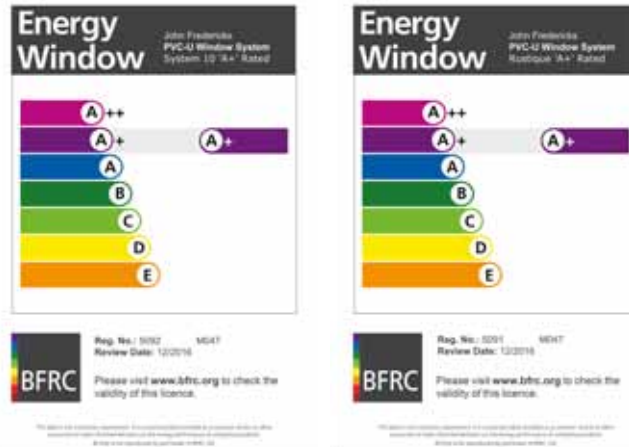 Energy
Window
John Fredericks
PVC-U Window System
System 10 'A+' Rated
A++
A+ A+
A
B
C
D
E
BFRC
Reg. No.: 5092 M047
Review Date: 12/2016
Please visit www.bfrc.org to check the
validity of this licence.
Energy
Window
John Fredericks
PVC-U Window System
Rustique 'A+' Rated
A++
A+ A+
A
B
C
D
E
BFRC
Reg. No.: 5091 M047
Review Date: 12/2016
Please visit www.bfrc.org to check the
validity of this licence.